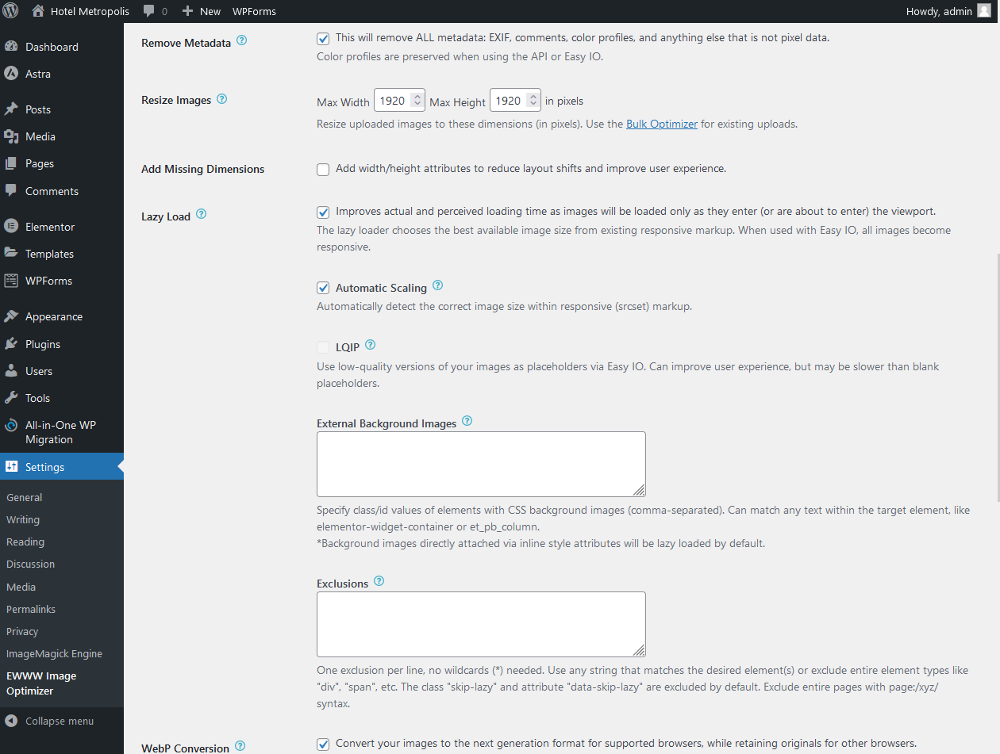 Hotel Metropolis 0 New WPForms Howdy, admin
Dashboard
Astra
Posts
Media
Pages
Comments
Elementor
Templates
WPForms
Appearance
Plugins
Users
Tools
All-in-One WP
Migration
Settings
General
Writing
Reading
Discussion
Media
Permalinks
Privacy
ImageMagick Engine
EWWW Image
Optimizer
Collapse menu
Remove Metadata
This will remove ALL metadata: EXIF, comments, color profiles, and anything else that is not pixel data.
Color profiles are preserved when using the API or Easy IO.
Resize Images
Max Width 1920 Max Height 1920 in pixels
Resize uploaded images to these dimensions (in pixels). Use the Bulk Optimizer for existing uploads.
Add Missing Dimensions
Add width/height attributes to reduce layout shifts and improve user experience.
Lazy Load
Improves actual and perceived loading time as images will be loaded only as they enter (or are about to enter) the viewport.
The lazy loader chooses the best available image size from existing responsive markup. When used with Easy IO, all images become
responsive.
Automatic Scaling
Automatically detect the correct image size within responsive (srcset) markup.
LQIP
Use low-quality versions of your images as placeholders via Easy IO. Can improve user experience, but may be slower than blank
placeholders.
External Background Images
Specify class/id values of elements with CSS background images (comma-separated). Can match any text within the target element, like
elementor-widget-container or et_pb_column.
*Background images directly attached via inline style attributes will be lazy loaded by default.
Exclusions
One exclusion per line, no wildcards (*) needed. Use any string that matches the desired element(s) or exclude entire element types like
"div", "span", etc. The class "skip-lazy" and attribute "data-skip-lazy" are excluded by default. Exclude entire pages with page:/xyz/
syntax.
WebP Conversion
Convert your images to the next generation format for supported browsers, while retaining originals for other browsers.